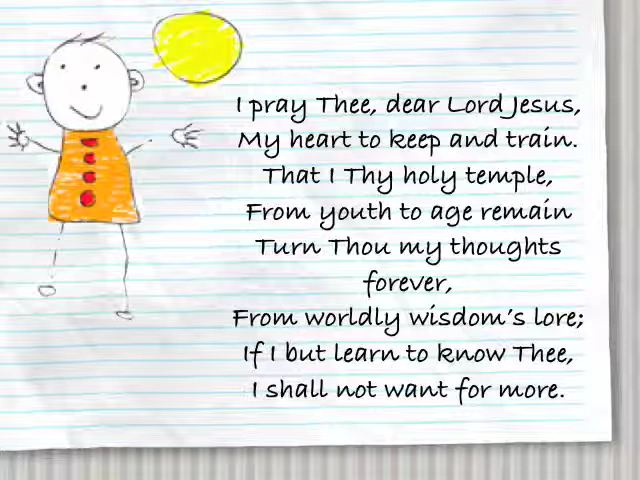 I pray Thee, dear Lord Jesus,
My heart to keep and train.
That I Thy holy temple,
From youth to age remain
Turn Thou my thoughts
forever,
From worldly wisdom's lore;
If I but learn to know Thee,
I shall not want for more.